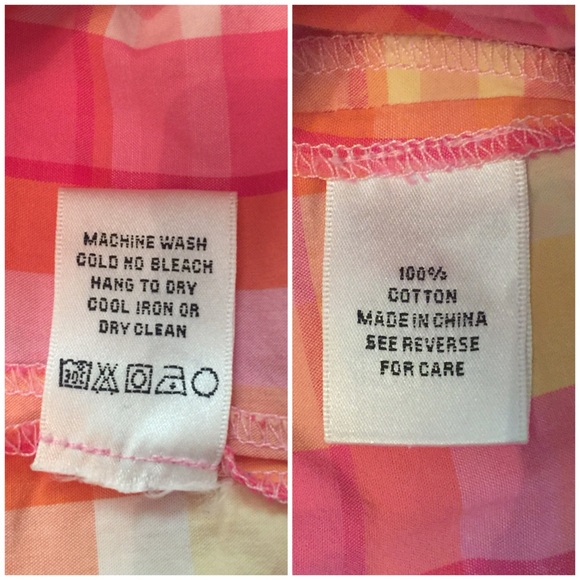 MACHINE WASH
COLD NO BLEACH
HANG TO DRY
COOL IRON OR
DRY CLEAN
30C
100%
COTTON
MADE IN CHINA
SEE REVERSE
FOR CARE